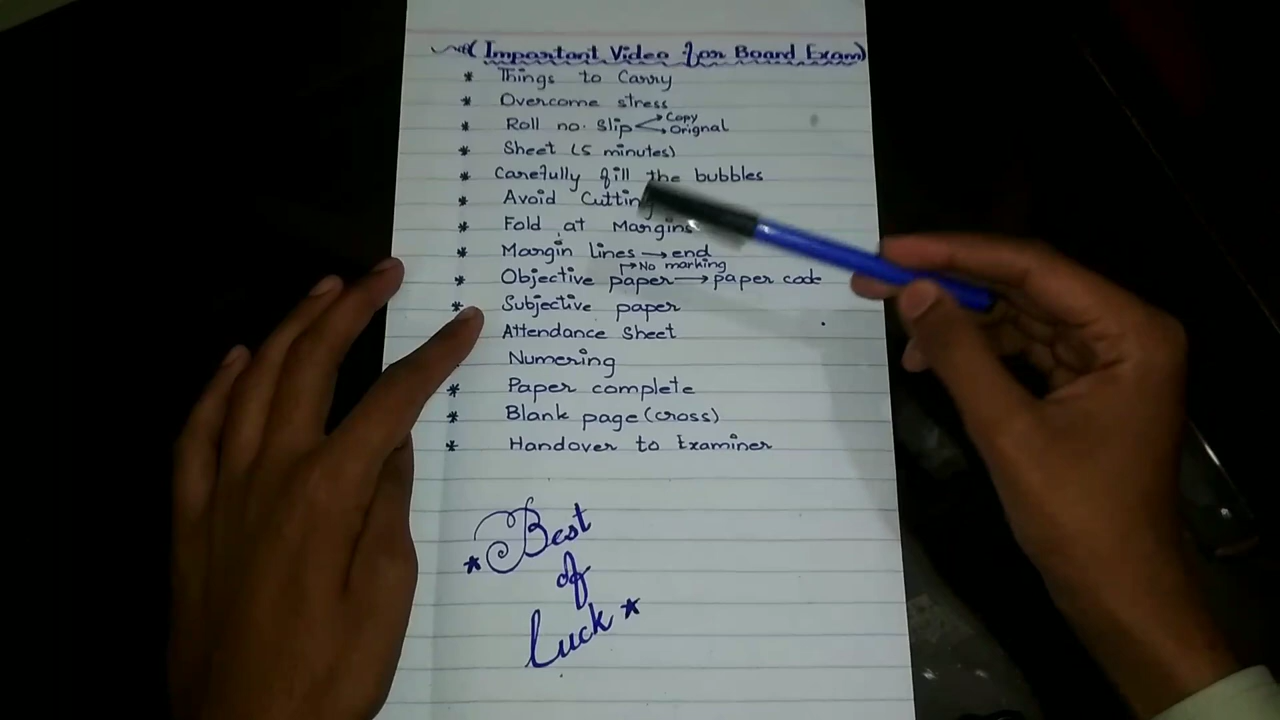 (Important Video for Board Exam)
* Things to Carry
* Overcome stress
* Roll no. Slip Copy
Orignal
* Sheet (5 minutes)
* Carefully fill the bubbles
* Avoid Cutting
* Fold at Margins
* Margin lines → end
* Objective paper → paper code
→ No marking
* Subjective paper
Attendance Sheet
Numering
* Paper complete
* Blank page (cross)
* Handover to Examiner
* Best
of
Luck *